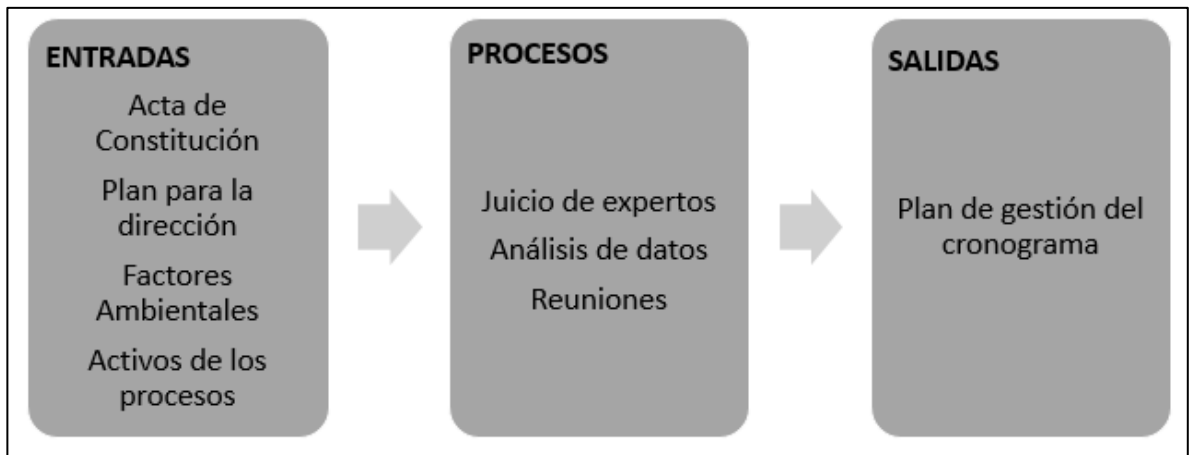 ENTRADAS
Acta de
Constitución
Plan para la
dirección
Factores
Ambientales
Activos de los
procesos
PROCESOS
Juicio de expertos
Análisis de datos
Reuniones
SALIDAS
Plan de gestión del
cronograma